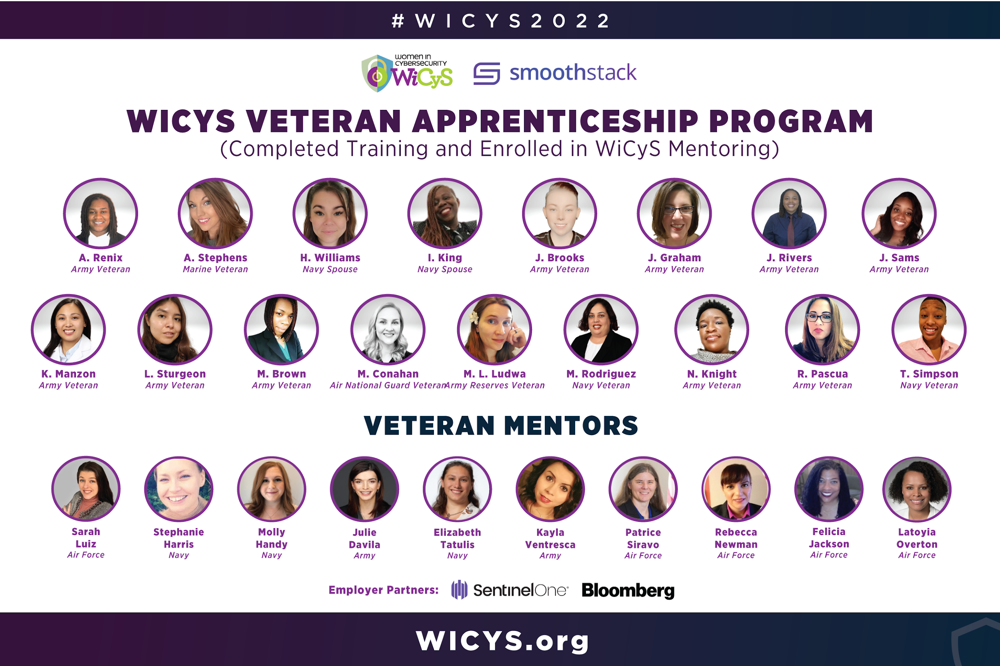 #WICYS2022
women in
CYBERSECURITY
WiCyS
smoothstack
WICYS VETERAN APPRENTICESHIP PROGRAM
(Completed Training and Enrolled in WiCyS Mentoring)
A. Renix
Army Veteran
A. Stephens
Marine Veteran
H. Williams
Navy Spouse
I. King
Navy Spouse
J. Brooks
Army Veteran
J. Graham
Army Veteran
J. Rivers
Army Veteran
J. Sams
Army Veteran
K. Manzon
Army Veteran
L. Sturgeon
Army Veteran
M. Brown
Army Veteran
M. Conahan
Air National Guard Veteran
M. L. Ludwa
Army Reserves Veteran
M. Rodriguez
Navy Veteran
N. Knight
Army Veteran
R. Pascua
Army Veteran
T. Simpson
Navy Veteran
VETERAN MENTORS
Sarah
Luiz
Air Force
Stephanie
Harris
Navy
Molly
Handy
Navy
Julie
Davila
Army
Elizabeth
Tatulis
Navy
Kayla
Ventresca
Army
Patrice
Siravo
Air Force
Rebecca
Newman
Air Force
Felicia
Jackson
Air Force
Latoyia
Overton
Air Force
Employer Partners:
SentinelOne®
Bloomberg
WICYS.org